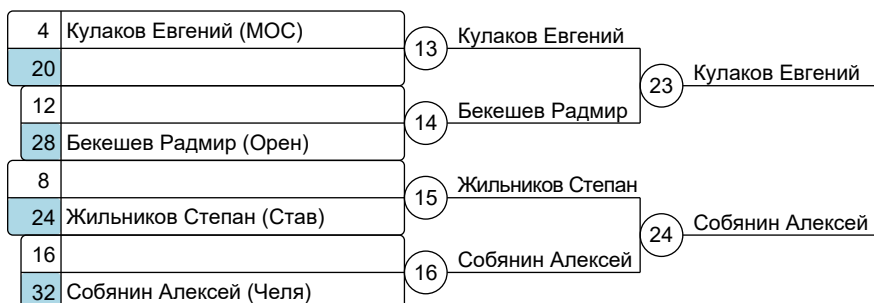 4 Кулаков Евгений (МОС)
20
12
28 Бекешев Радмир (Орен)
8
24 Жильников Степан (Став)
16
32 Собянин Алексей (Челя)
13 Кулаков Евгений
14 Бекешев Радмир
15 Жильников Степан
16 Собянин Алексей
23 Кулаков Евгений
24 Собянин Алексей